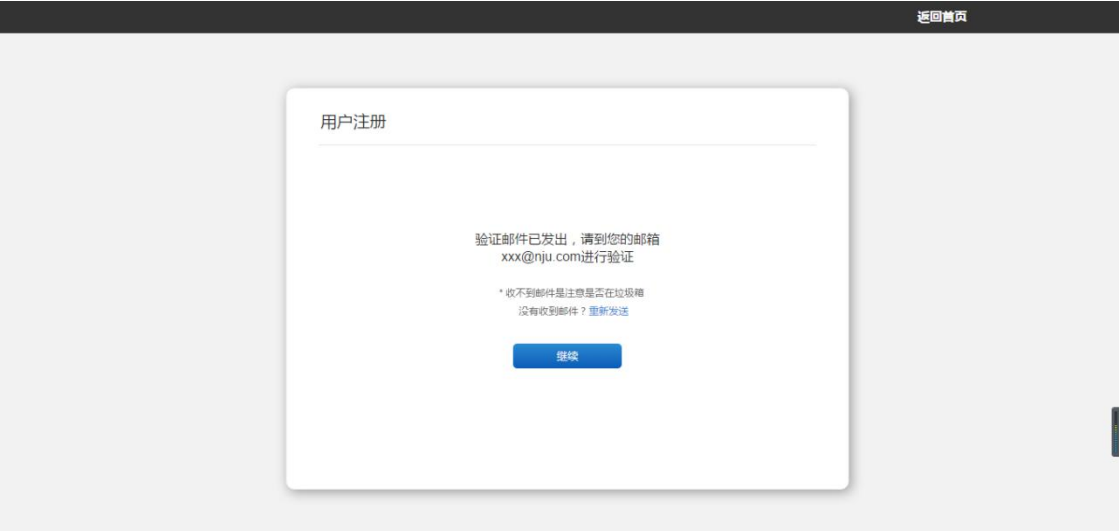 返回首页
用户注册
验证邮件已发出，请到您的邮箱
xxx@nju.com进行验证
* 收不到邮件是注意是否在垃圾箱
没有收到邮件？重新发送
继续